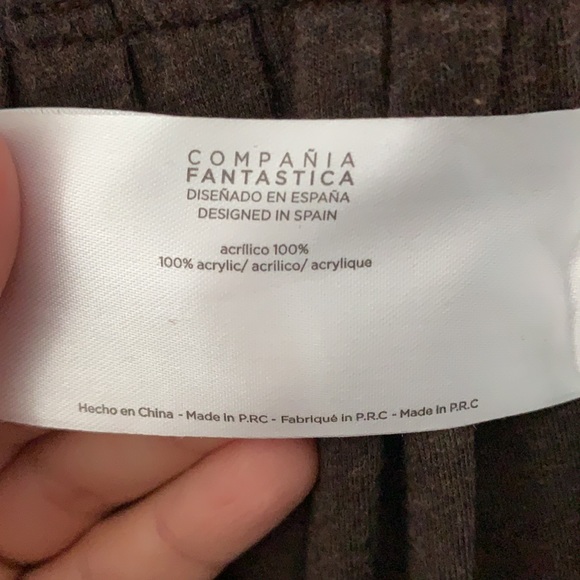 COMPAÑIA
FANTASTICA
DISEÑADO EN ESPAÑA
DESIGNED IN SPAIN
acrílico 100%
100% acrylic/ acrilico/ acrylique
Hecho en China - Made in P.RC - Fabriqué in P.R.C - Made in P.R.C